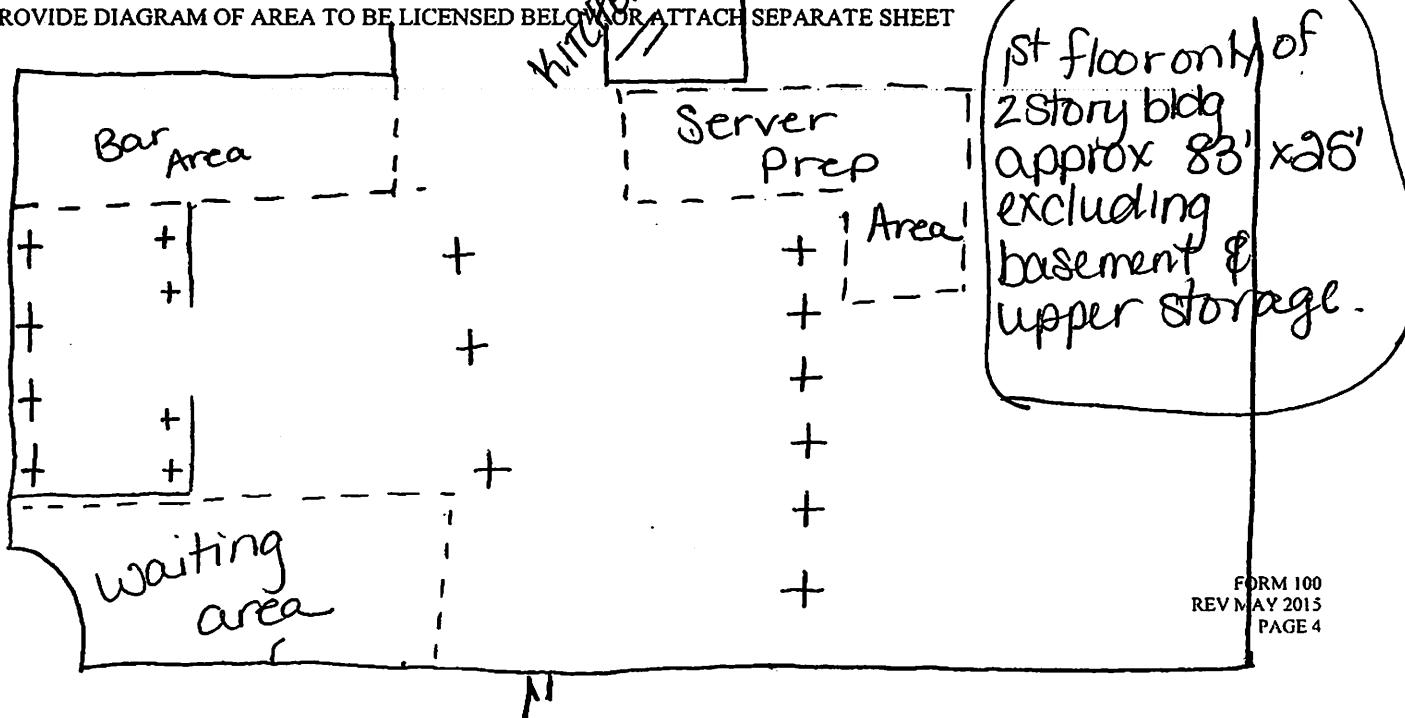 ROVIDE DIAGRAM OF AREA TO BE LICENSED BELOW OR ATTACH SEPARATE SHEET
Bar
Area
Server
Prep
Area
1st floor only of
2 story bldg
approx 83' x 26'
excluding
basement &
upper storage.
waiting
area
FORM 100
REV MAY 2015
PAGE 4
N